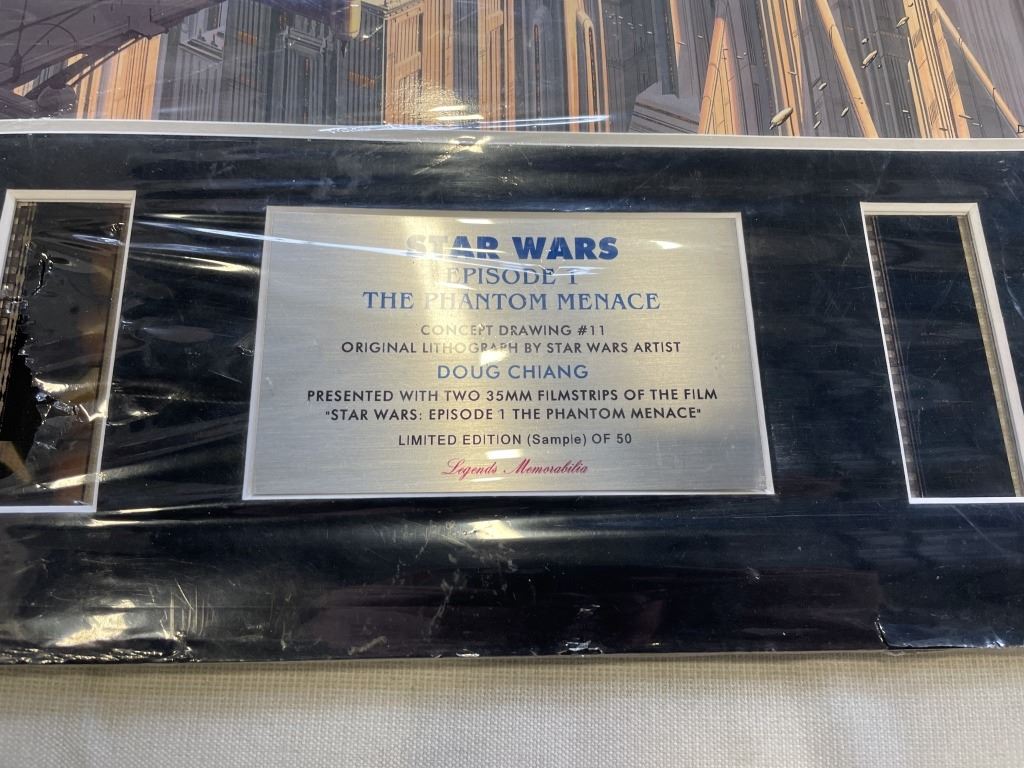 STAR WARS
EPISODE 1
THE PHANTOM MENACE
CONCEPT DRAWING #11
ORIGINAL LITHOGRAPH BY STAR WARS ARTIST
DOUG CHIANG
PRESENTED WITH TWO 35MM FILMSTRIPS OF THE FILM
"STAR WARS: EPISODE 1 THE PHANTOM MENACE"
LIMITED EDITION (Sample) OF 50
Legends Memorabilia